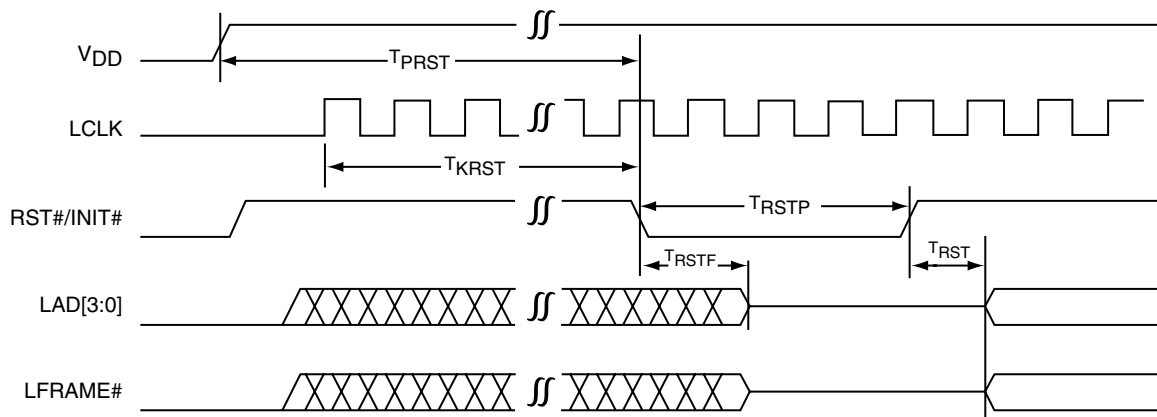 VDD
TPRST
LCLK
TKRST
RST#/INIT#
TRSTP
TRSTF
TRST
LAD[3:0]
LFRAME#